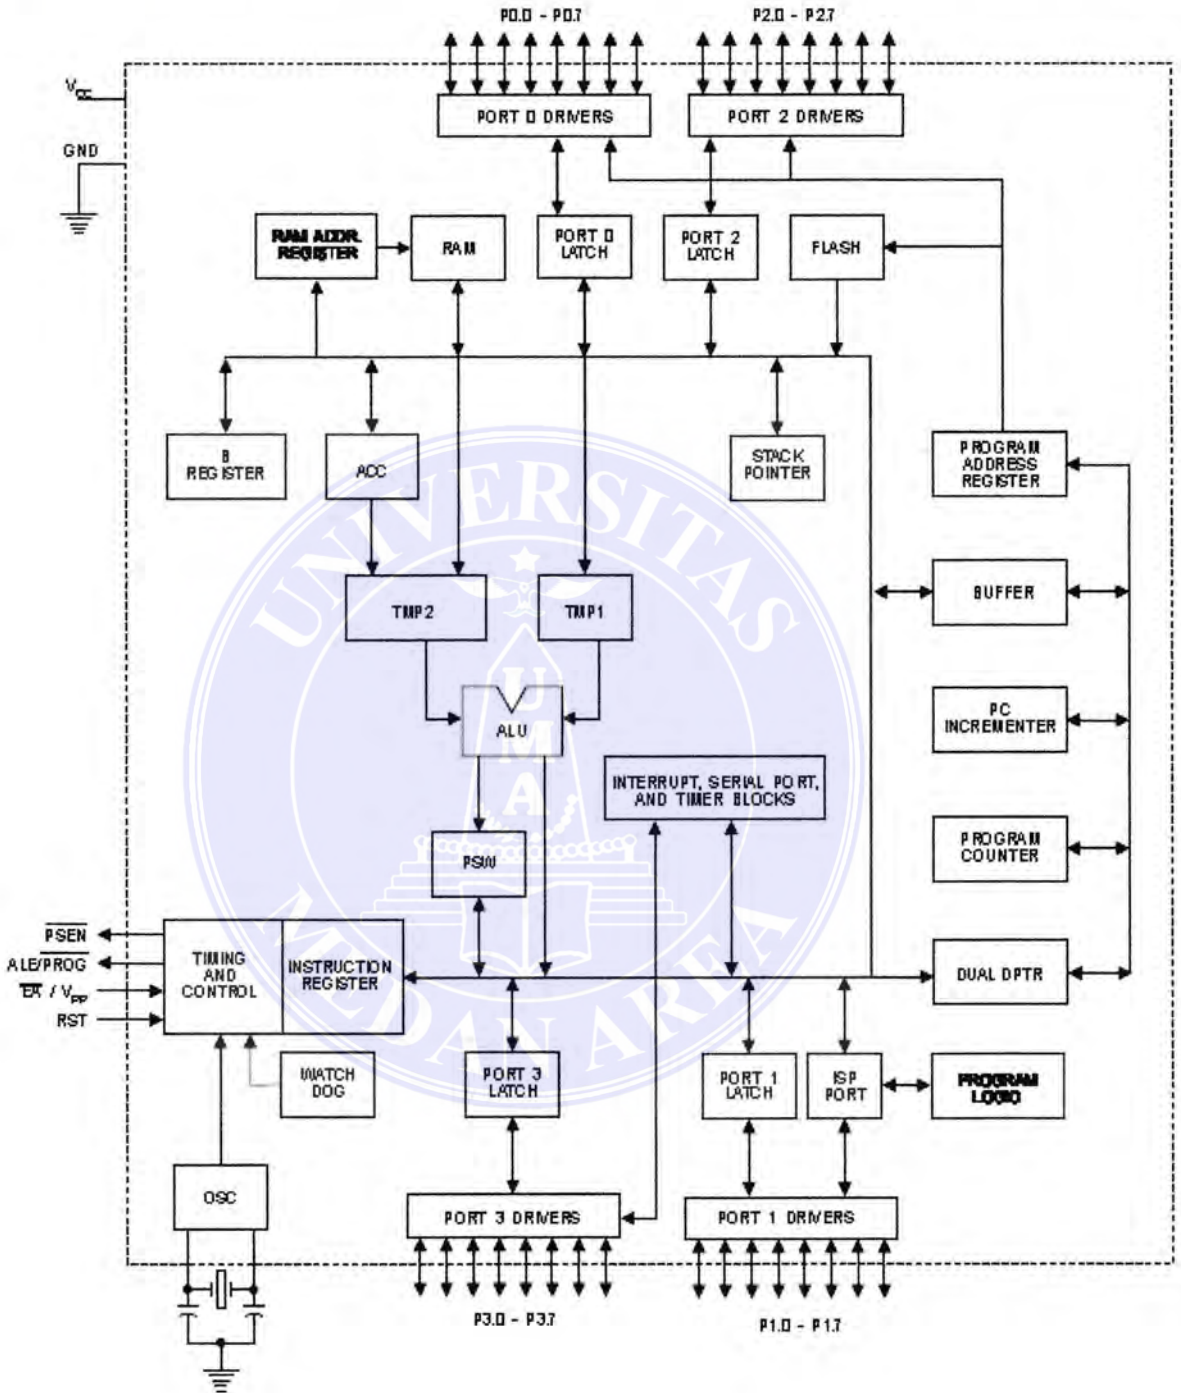 P0.0 - P0.7
P2.0 - P2.7
VCC
PORT 0 DRIVERS
PORT 2 DRIVERS
GND
RAM ADDR.
REGISTER
RAM
PORT 0
LATCH
PORT 2
LATCH
FLASH
B
REGISTER
ACC
STACK
POINTER
PROGRAM
ADDRESS
REGISTER
TMP2
TMP1
BUFFER
ALU
PC
INCREMENTER
INTERRUPT, SERIAL PORT,
AND TIMER BLOCKS
PSW
PROGRAM
COUNTER
PSEN
ALE/PROG
EA / VPP
RST
TIMING
AND
CONTROL
INSTRUCTION
REGISTER
DUAL DPTR
WATCH
DOG
PORT 3
LATCH
PORT 1
LATCH
ISP
PORT
PROGRAM
LOGIC
OSC
PORT 3 DRIVERS
PORT 1 DRIVERS
P3.0 - P3.7
P1.0 - P1.7
UNIVERSITAS
UMA
MEDAN AREA